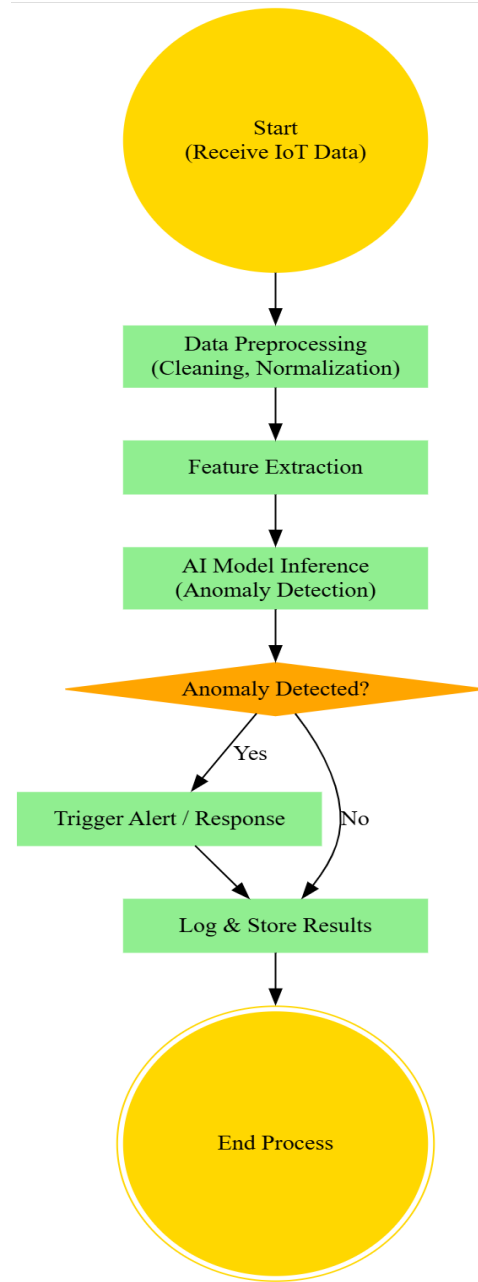 Start
(Receive IoT Data)
Data Preprocessing
(Cleaning, Normalization)
Feature Extraction
AI Model Inference
(Anomaly Detection)
Anomaly Detected?
Yes
Trigger Alert / Response
No
Log & Store Results
End Process